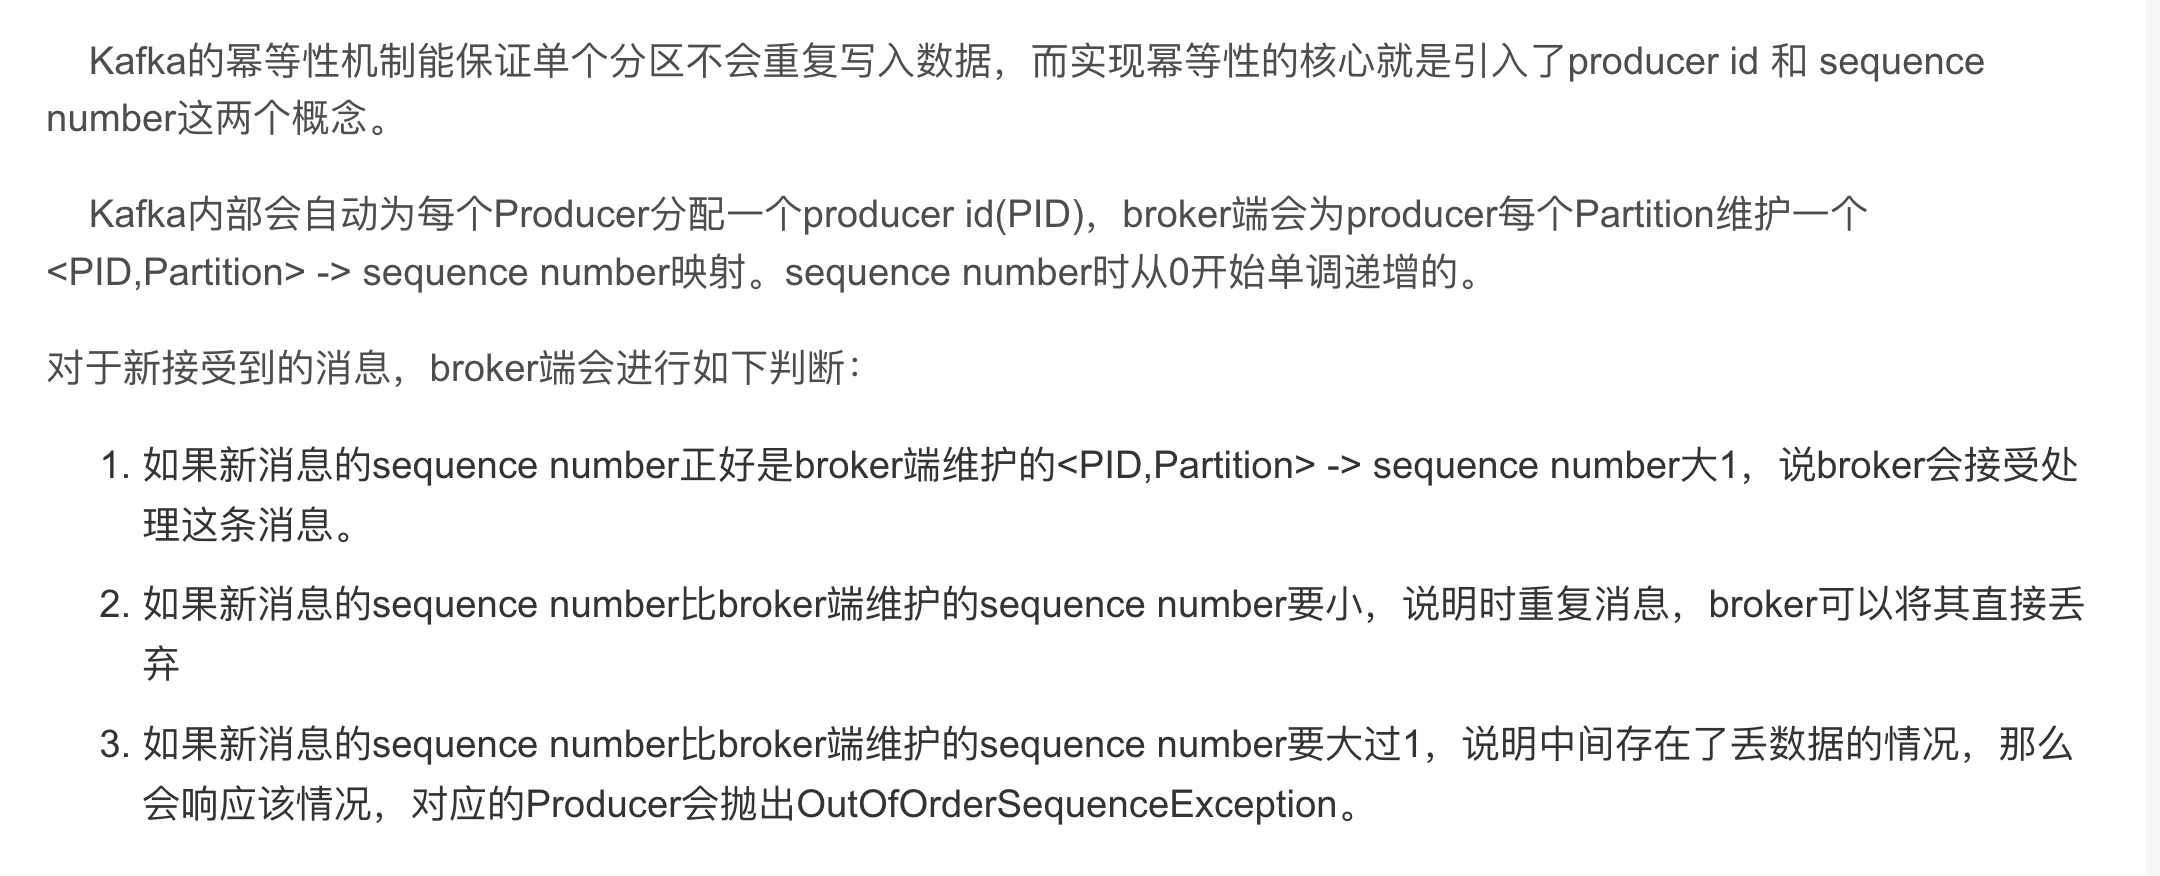 Kafka的幂等性机制能保证单个分区不会重复写入数据，而实现幂等性的核心就是引入了producer id 和 sequence
number这两个概念。
Kafka内部会自动为每个Producer分配一个producer id(PID)，broker端会为producer每个Partition维护一个
<PID,Partition> -> sequence number映射。sequence number时从0开始单调递增的。
对于新接受到的消息，broker端会进行如下判断：
1. 如果新消息的sequence number正好是broker端维护的<PID,Partition> -> sequence number大1，说broker会接受处
理这条消息。
2. 如果新消息的sequence number比broker端维护的sequence number要小，说明时重复消息，broker可以将其直接丢
弃
3. 如果新消息的sequence number比broker端维护的sequence number要大过1，说明中间存在了丢数据的情况，那么
会响应该情况，对应的Producer会抛出OutOfOrderSequenceException。